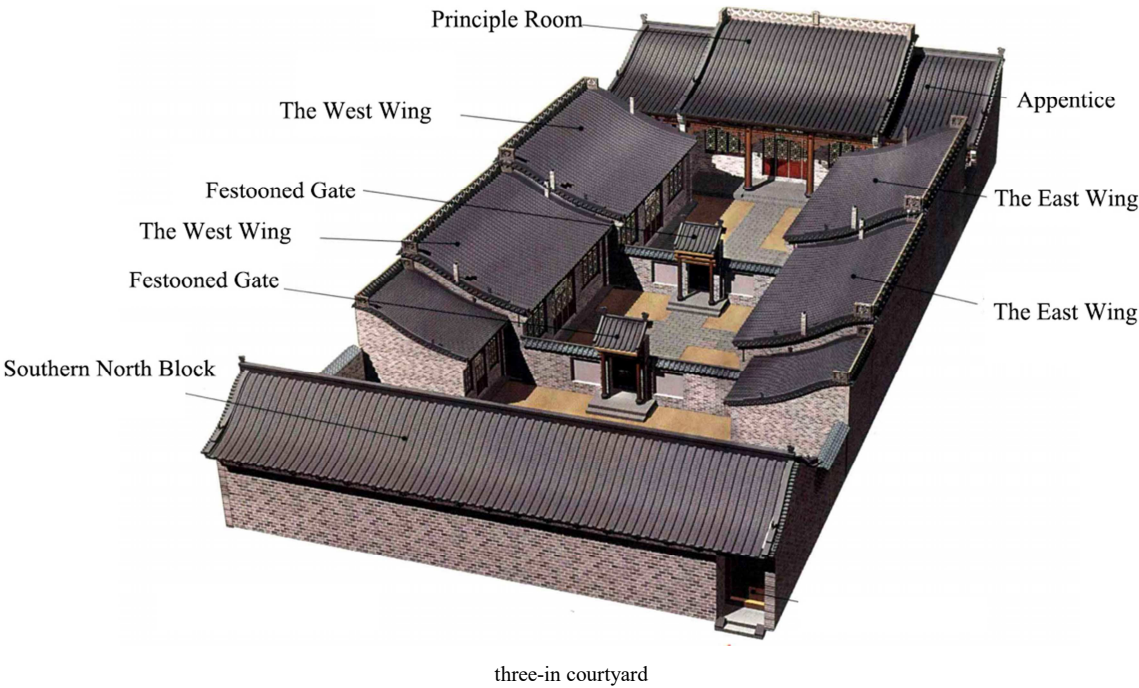 Principle Room
The West Wing
Appentice
Festooned Gate
The East Wing
The West Wing
Festooned Gate
The East Wing
Southern North Block
three-in courtyard